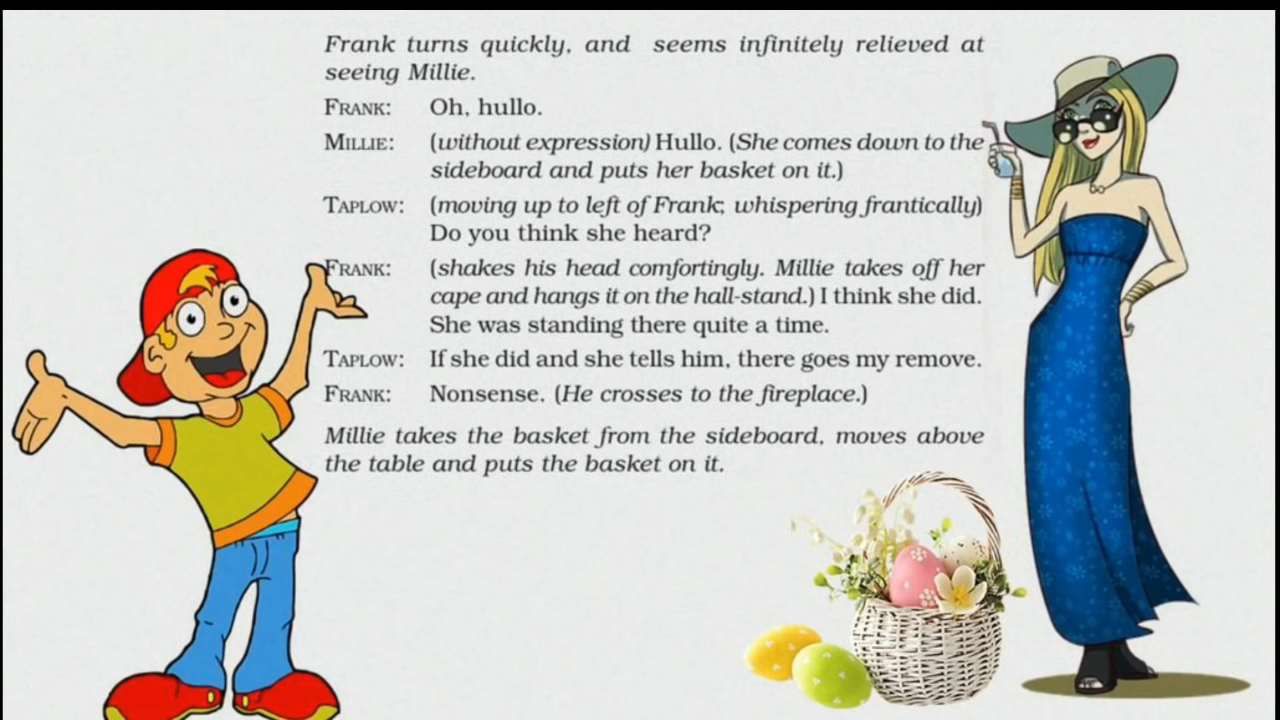 Frank turns quickly, and seems infinitely relieved at
seeing Millie.
FRANK: Oh, hullo.
MILLIE: (without expression) Hullo. (She comes down to the
sideboard and puts her basket on it.)
TAPLOW: (moving up to left of Frank; whispering frantically)
Do you think she heard?
FRANK: (shakes his head comfortingly. Millie takes off her
cape and hangs it on the hall-stand.) I think she did.
She was standing there quite a time.
TAPLOW: If she did and she tells him, there goes my remove.
FRANK: Nonsense. (He crosses to the fireplace.)
Millie takes the basket from the sideboard, moves above
the table and puts the basket on it.